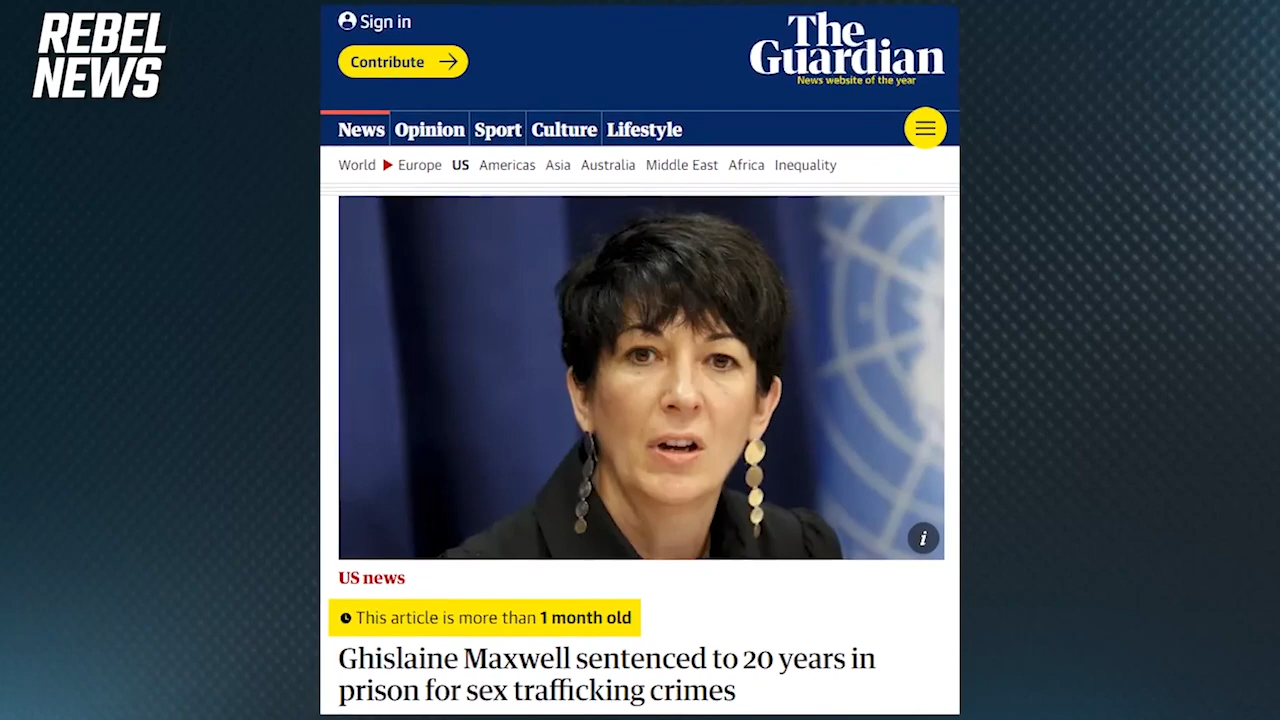 REBEL
NEWS
Sign in
Contribute
The
Guardian
News website of the year
News Opinion Sport Culture Lifestyle
World Europe US Americas Asia Australia Middle East Africa Inequality
i
US news
This article is more than 1 month old
Ghislaine Maxwell sentenced to 20 years in
prison for sex trafficking crimes